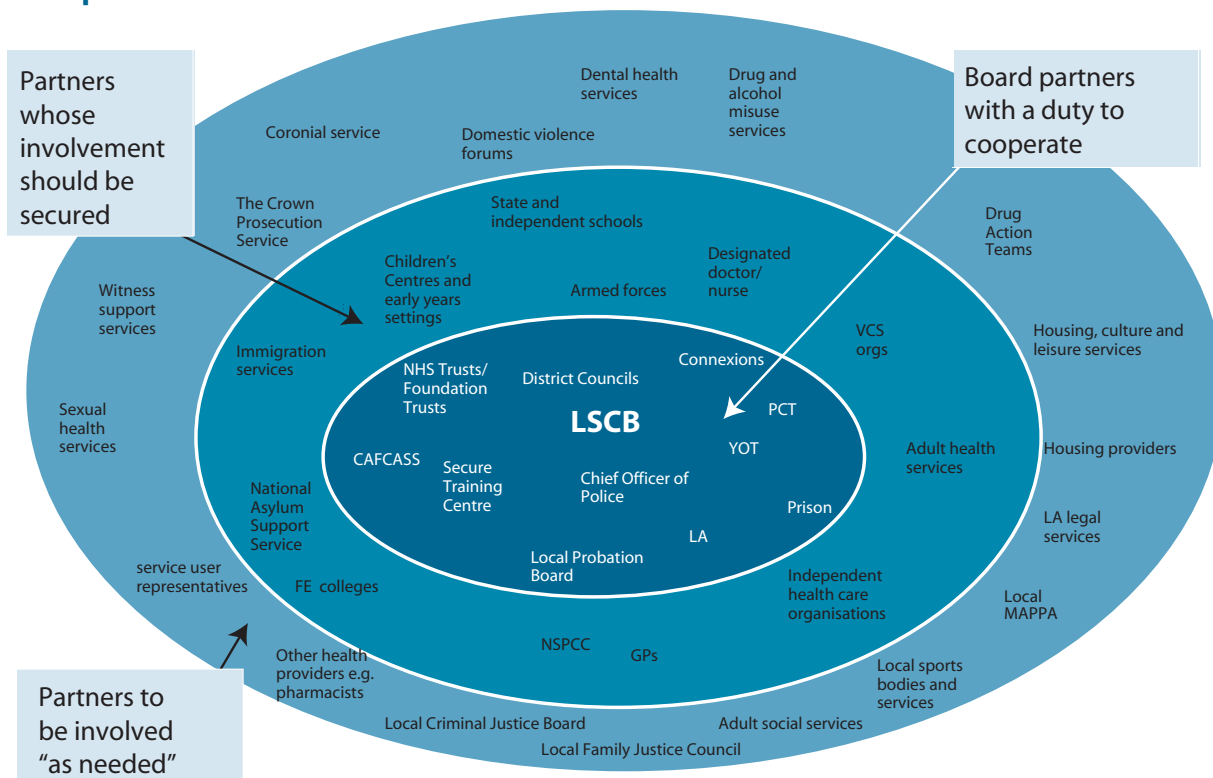 Partners
whose
involvement
should be
secured
Board partners
with a duty to
cooperate
Dental health
services
Drug and
alcohol
misuse
services
Coronial service
Domestic violence
forums
The Crown
Prosecution
Service
State and
independent schools
Drug
Action
Teams
Children's
Centres and
early years
settings
Armed forces
Designated
doctor/
nurse
Witness
support
services
Immigration
services
VCS
orgs
Housing, culture and
leisure services
NHS Trusts/
Foundation
Trusts
District Councils
Connexions
LSCB
PCT
YOT
Sexual
health
services
CAFCASS
Secure
Training
Centre
Chief Officer of
Police
Prison
Adult health
services
Housing providers
National
Asylum
Support
Service
LA
Local Probation
Board
LA legal
services
service user
representatives
FE colleges
Independent
health care
organisations
Local
MAPPA
NSPCC
GPs
Other health
providers e.g.
pharmacists
Local sports
bodies and
services
Local Criminal Justice Board
Adult social services
Local Family Justice Council
Partners to
be involved
“as needed”